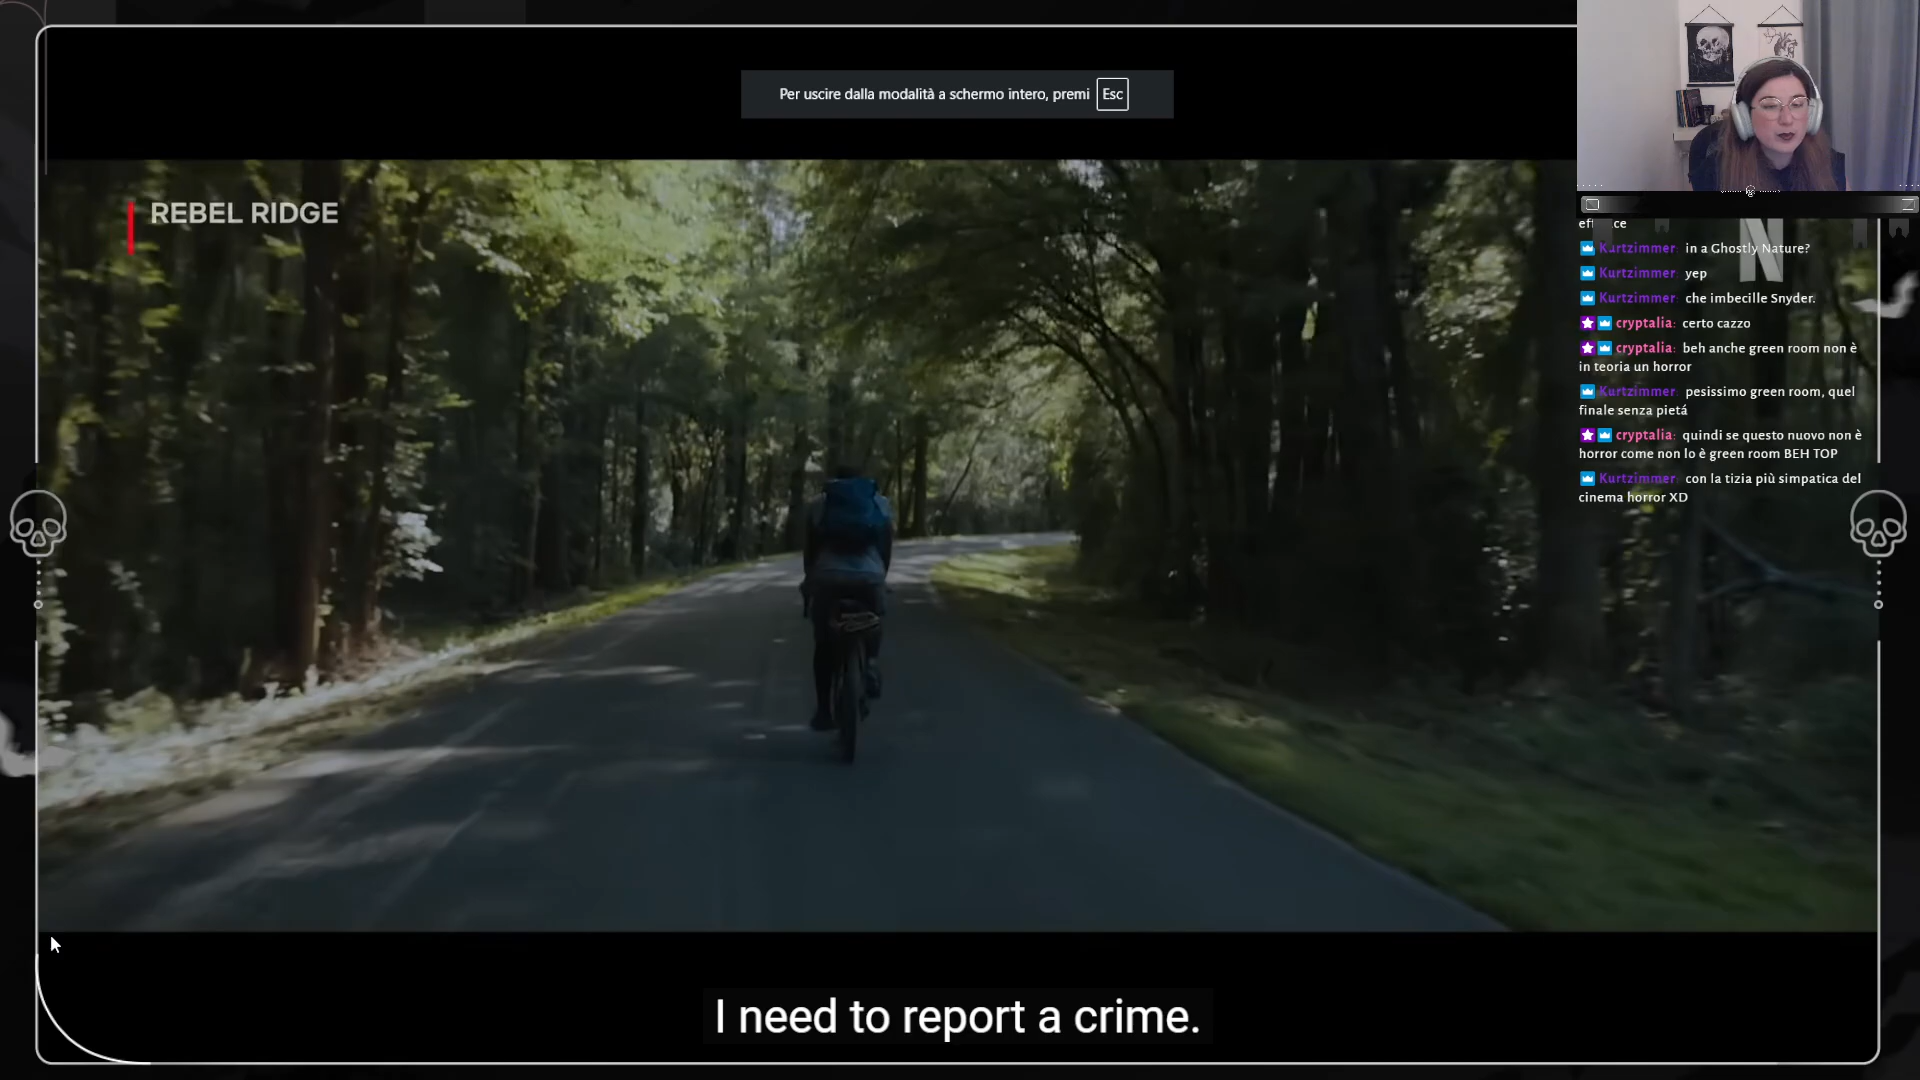 Per uscire dalla modalità a schermo intero, premi Esc
REBEL RIDGE
N
Kurtzimmer: in a Ghostly Nature?
Kurtzimmer: yep
Kurtzimmer: che imbecille Snyder.
cryptalia: certo cazzo
cryptalia: beh anche green room non è
in teoria un horror
Kurtzimmer: pesissimo green room, quel
finale senza pietá
cryptalia: quindi se questo nuovo non è
horror come non lo è green room BEH TOP
Kurtzimmer: con la tizia più simpatica del
cinema horror XD
I need to report a crime.